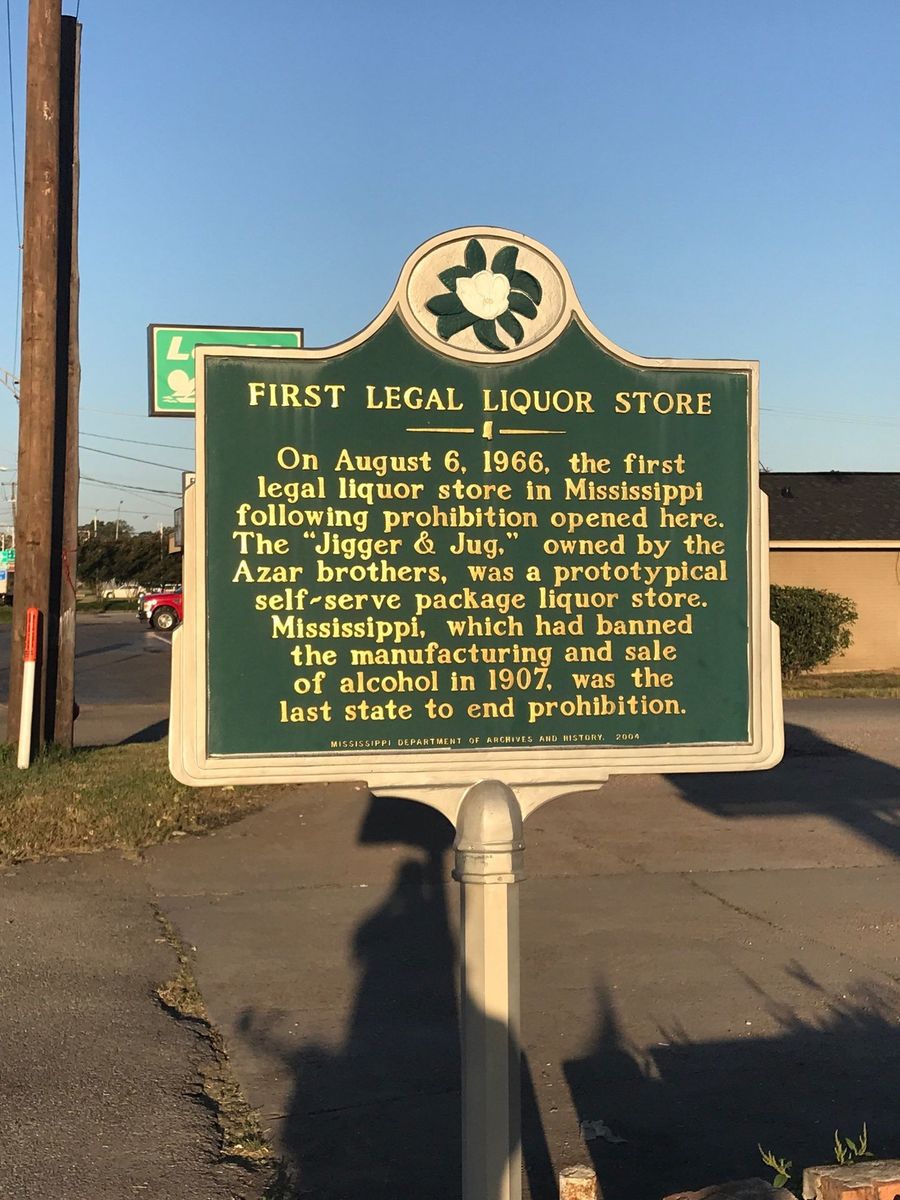 FIRST LEGAL LIQUOR STORE
On August 6, 1966, the first
legal liquor store in Mississippi
following prohibition opened here.
The "Jigger & Jug," owned by the
Azar brothers, was a prototypical
self-serve package liquor store.
Mississippi, which had banned
the manufacturing and sale
of alcohol in 1907, was the
last state to end prohibition.
MISSISSIPPI DEPARTMENT OF ARCHIVES AND HISTORY, 2004